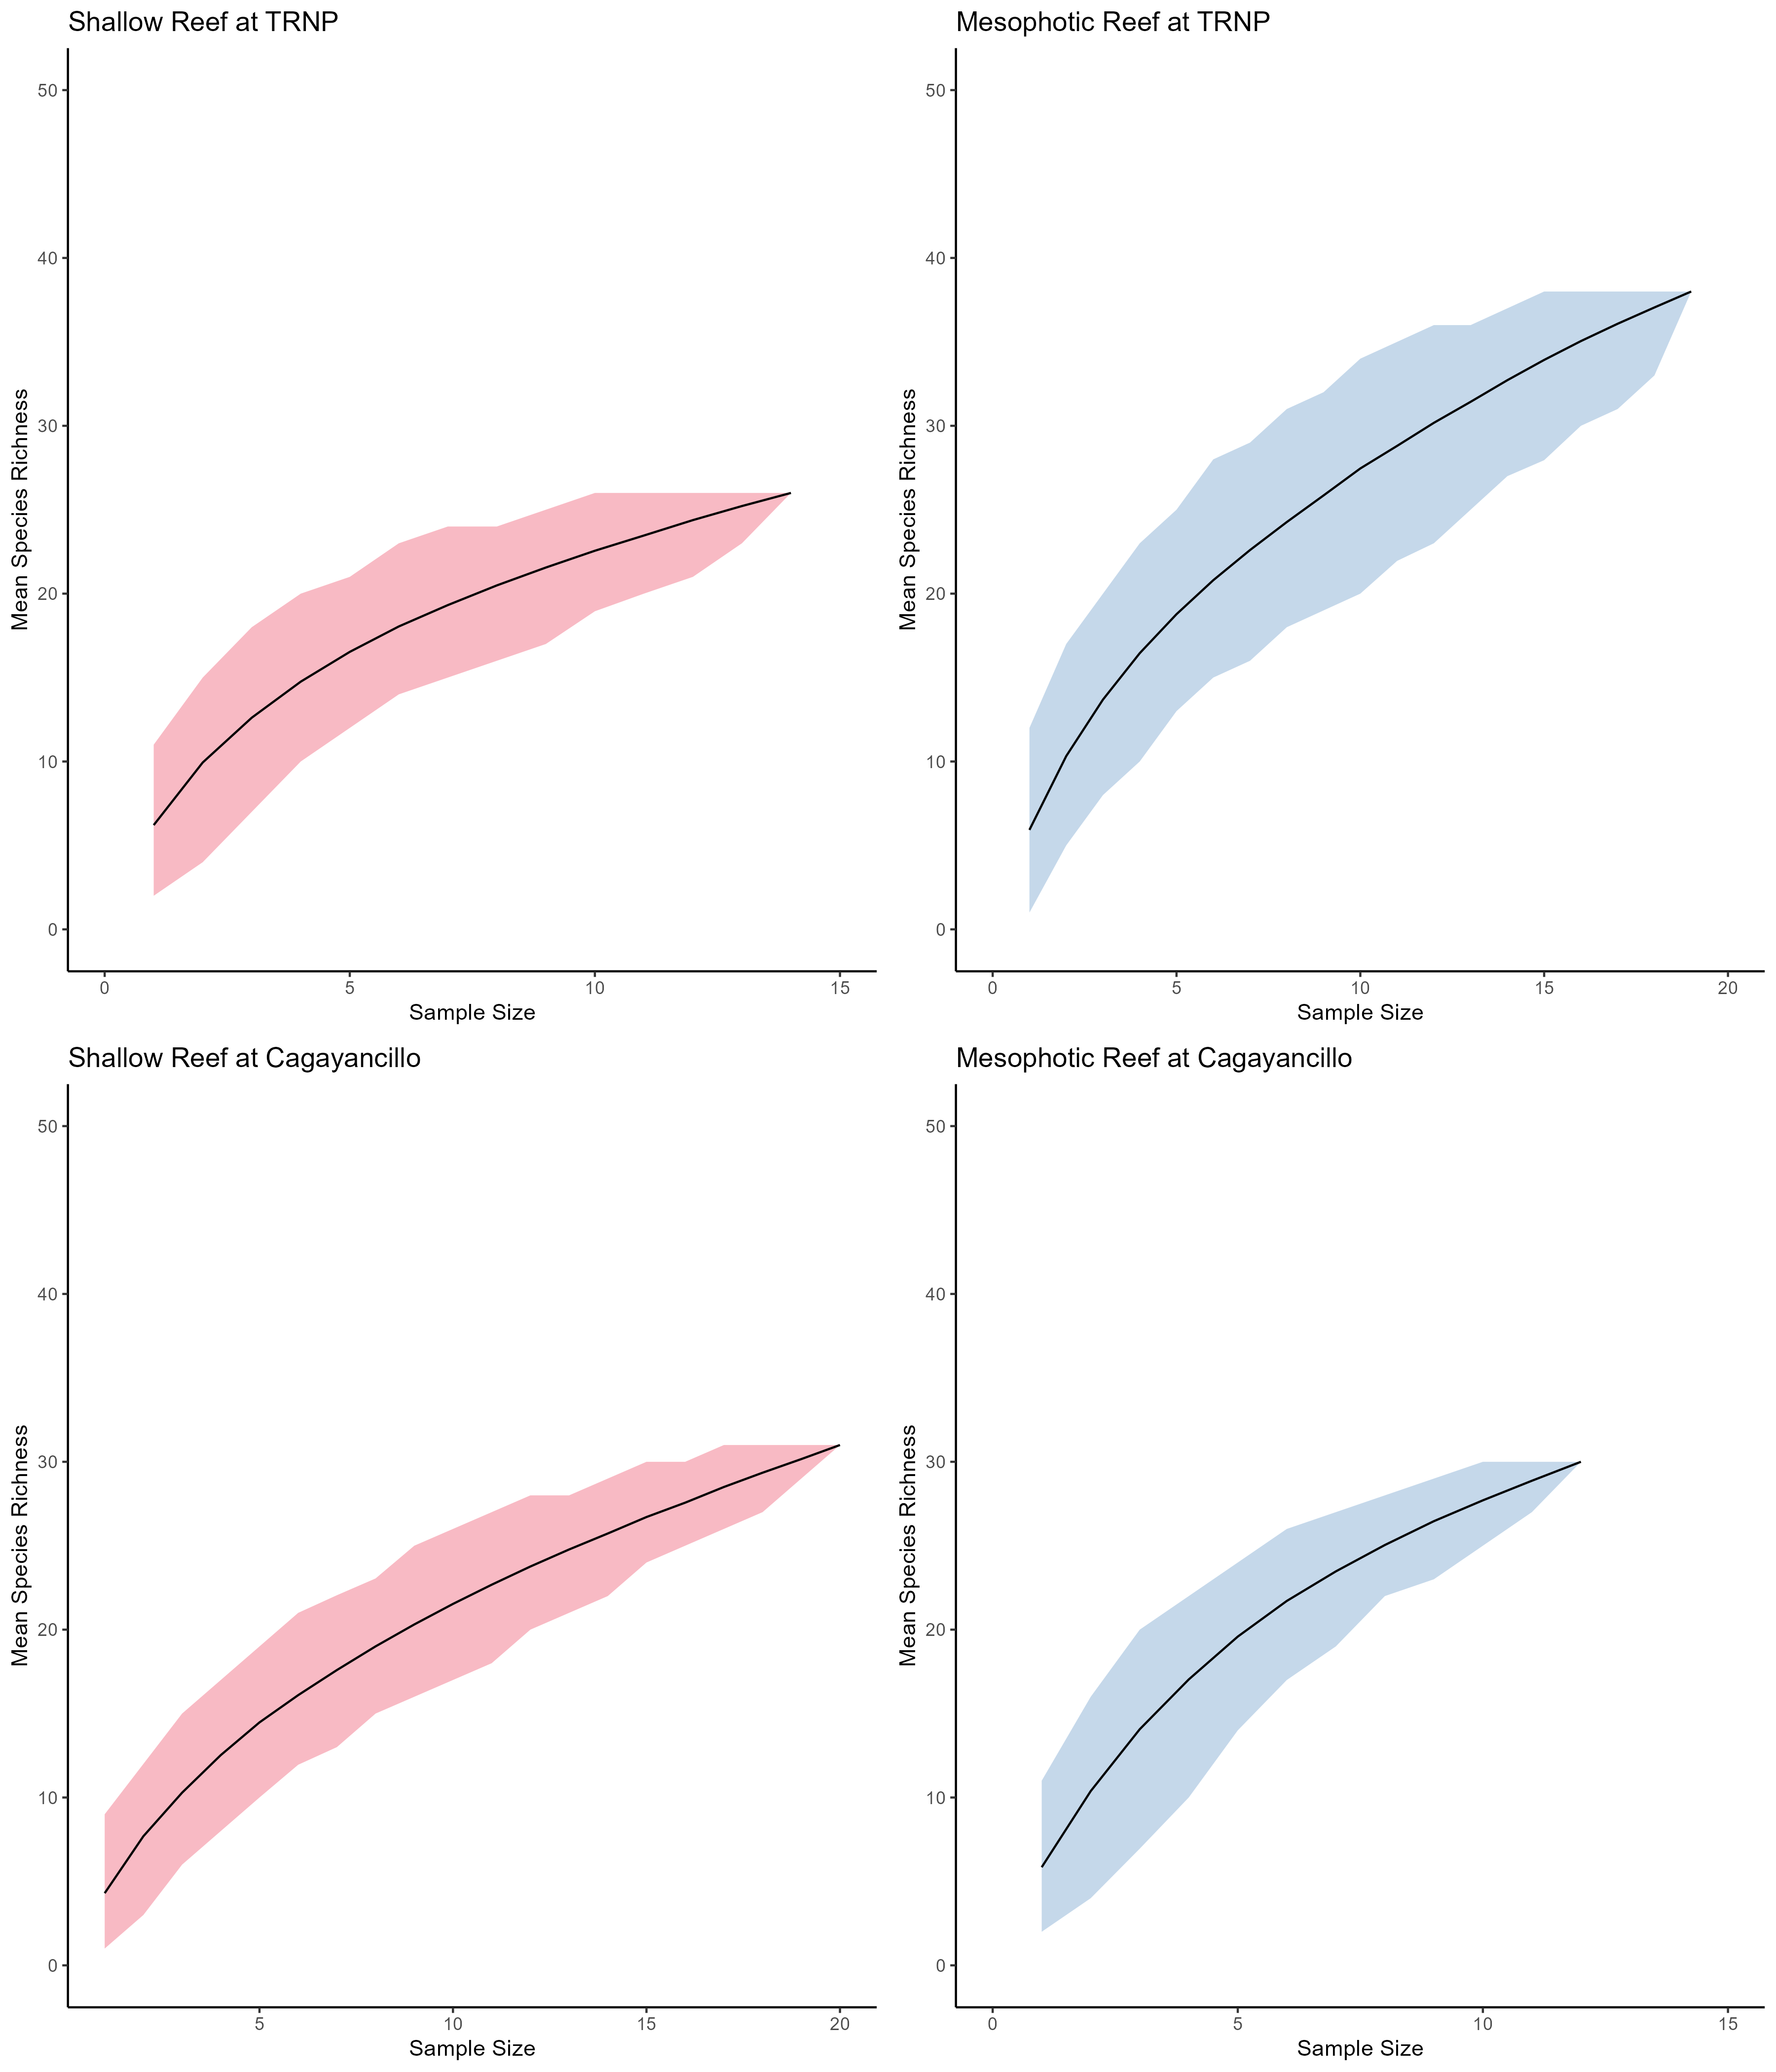 Shallow Reef at TRNP
Mean Species Richness
50
40
30
20
10
0
0 5 10 15
Sample Size
Mesophotic Reef at TRNP
Mean Species Richness
50
40
30
20
10
0
0 5 10 15 20
Sample Size
Shallow Reef at Cagayancillo
Mean Species Richness
50
40
30
20
10
0
5 10 15 20
Sample Size
Mesophotic Reef at Cagayancillo
Mean Species Richness
50
40
30
20
10
0
0 5 10 15
Sample Size